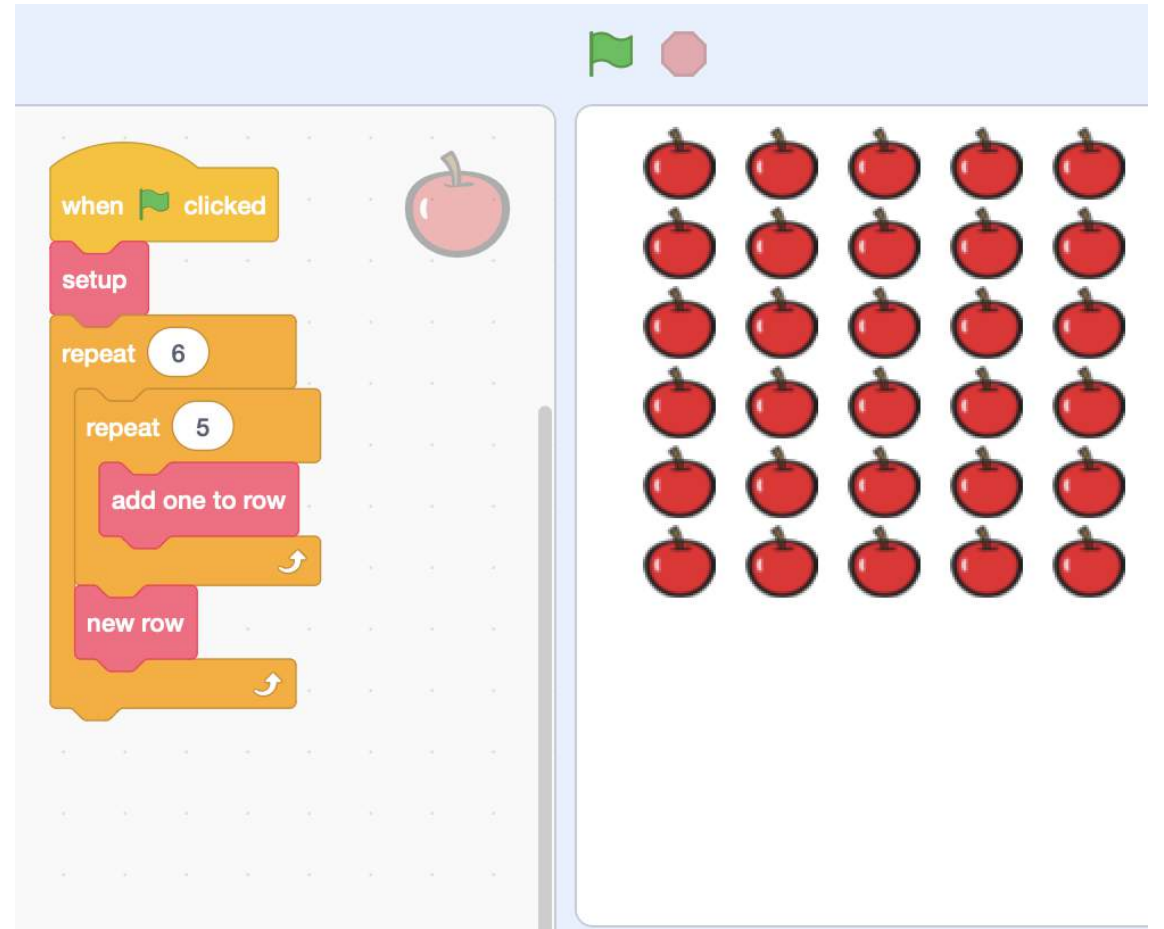 when clicked
setup
repeat 6
repeat 5
add one to row
new row